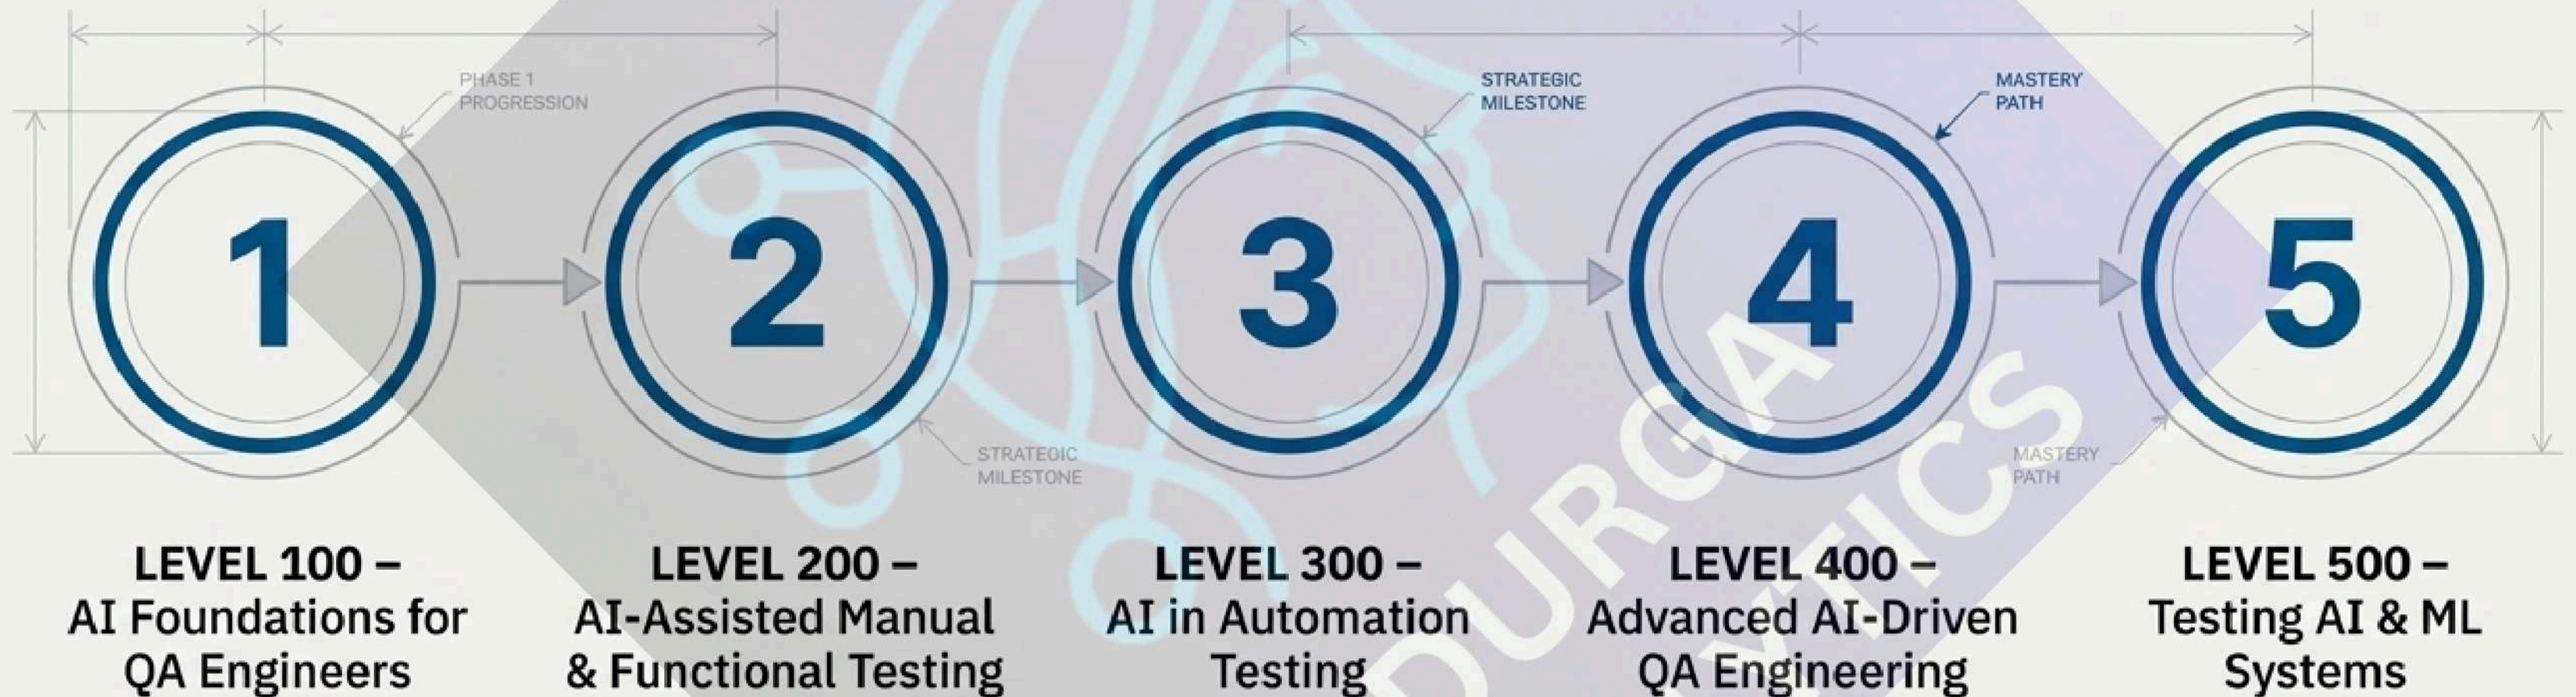 PHASE 1
PROGRESSION
STRATEGIC
MILESTONE
MASTERY
PATH
1
2
3
4
5
STRATEGIC
MILESTONE
MASTERY
PATH
LEVEL 100 –
AI Foundations for
QA Engineers
LEVEL 200 –
AI-Assisted Manual
& Functional Testing
LEVEL 300 –
AI in Automation
Testing
LEVEL 400 –
Advanced AI-Driven
QA Engineering
LEVEL 500 –
Testing AI & ML
Systems
DURGA